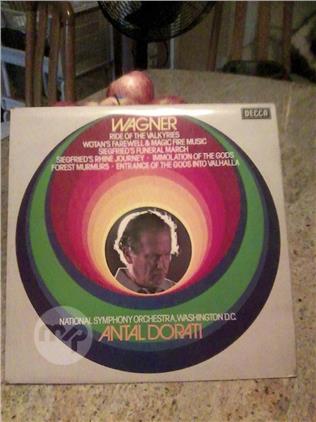 WAGNER
DECCA
RIDE OF THE VALKYRIES
WOTAN'S FAREWELL & MAGIC FIRE MUSIC
SIEGFRIED'S FUNERAL MARCH
SIEGFRIED'S RHINE JOURNEY · IMMOLATION OF THE GODS
FOREST MURMURS · ENTRANCE OF THE GODS INTO VALHALLA
NATIONAL SYMPHONY ORCHESTRA, WASHINGTON D.C.
ANTAL DORATI